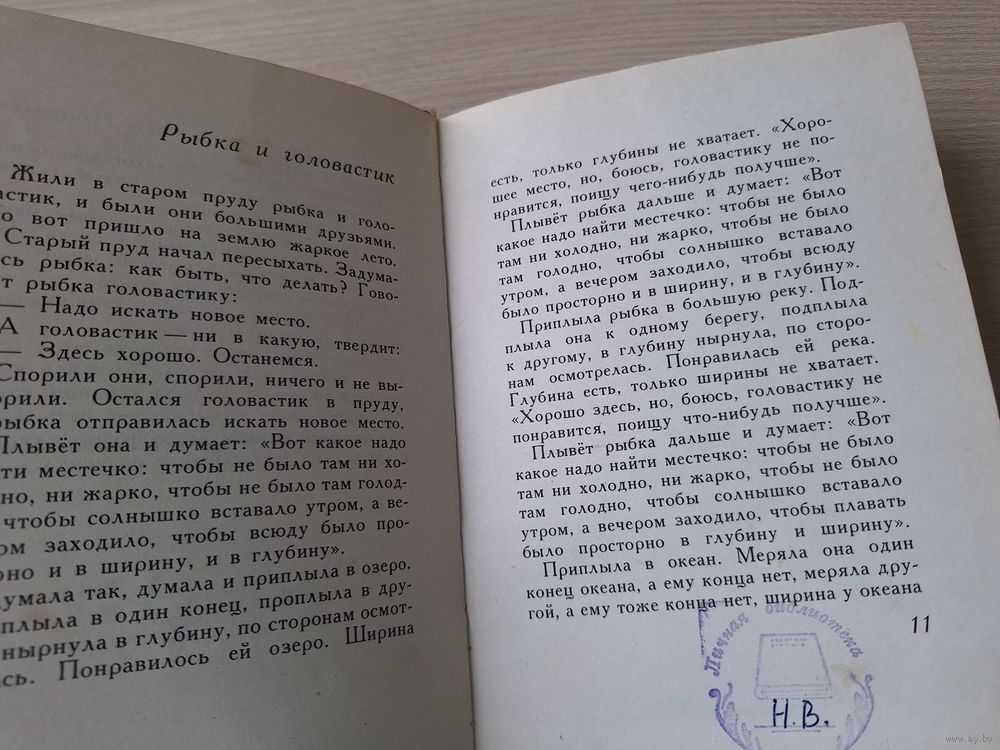 Рыбка и головастик
Жили в старом пруду рыбка и голо-
вастик, и были они большими друзьями.
о вот пришло на землю жаркое лето.
Старый пруд начал пересыхать. Задума-
сь рыбка: как быть, что делать? Гово-
т рыбка головастику:
— Надо искать новое место.
А головастик — ни в какую, твердит:
— Здесь хорошо. Останемся.
Спорили они, спорили, ничего и не вы-
орили. Остался головастик в пруду,
рыбка отправилась искать новое место.
Плывёт она и думает: «Вот какое надо
йти местечко: чтобы не было там ни хо-
дно, ни жарко, чтобы не было там голод-
чтобы солнышко вставало утром, а ве-
ом заходило, чтобы всюду было про-
орно и в ширину, и в глубину».
думала так, думала и приплыла в озеро.
оплыла в один конец, проплыла в дру-
нырнула в глубину, по сторонам осмот-
ась. Понравилось ей озеро. Ширина
есть, только глубины не хватает. «Хоро-
шее место, но, боюсь, головастику не по-
нравится, поищу чего-нибудь получше».
Плывёт рыбка дальше и думает: «Вот
какое надо найти местечко: чтобы не было
там ни холодно, ни жарко, чтобы не было
там голодно, чтобы солнышко вставало
утром, а вечером заходило, чтобы всюду
было просторно и в ширину, и в глубину».
Приплыла рыбка в большую реку. Под-
плыла она к одному берегу, подплыла
к другому, в глубину нырнула, по сторо-
нам осмотрелась. Понравилась ей река.
Глубина есть, только ширины не хватает.
«Хорошо здесь, но, боюсь, головастику не
понравится, поищу что-нибудь получше».
Плывёт рыбка дальше и думает: «Вот
какое надо найти местечко: чтобы не было
там ни холодно, ни жарко, чтобы не было
там голодно, чтобы солнышко вставало
утром, а вечером заходило, чтобы плавать
было просторно в глубину и ширину».
Приплыла в океан. Меряла она один
конец океана, а ему конца нет, меряла дру-
гой, а ему тоже конца нет, ширина у океана
11
Личная библиотека
Н.В.
www.ay.by